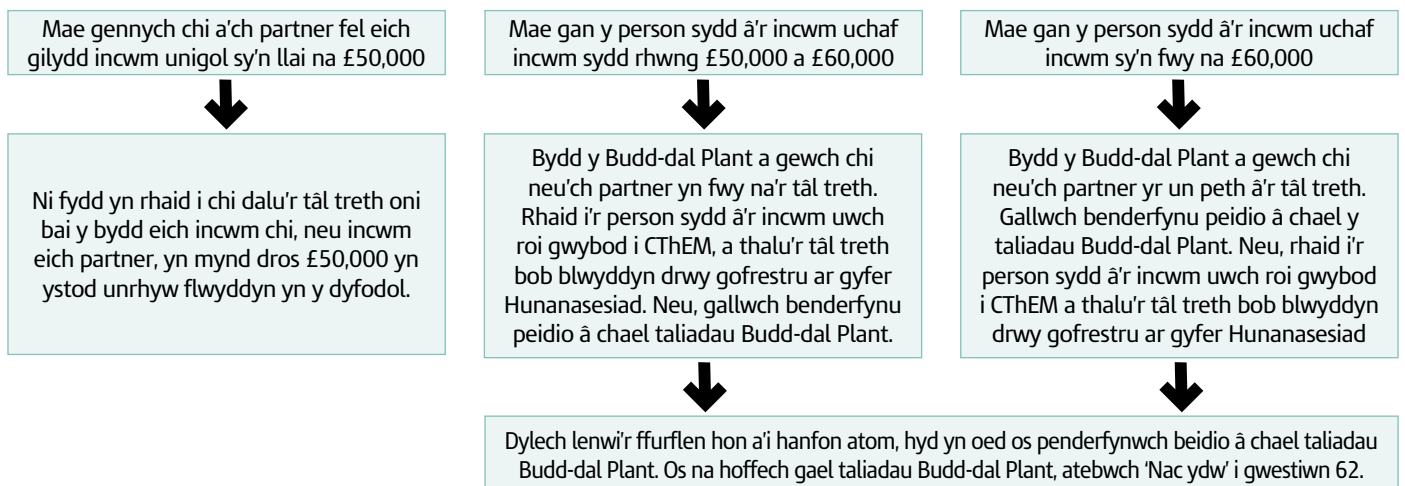 Mae gennych chi a'ch partner fel eich
gilydd incwm unigol sy'n llai na £50,000
Ni fydd yn rhaid i chi dalu'r tâl treth oni
bai y bydd eich incwm chi, neu incwm
eich partner, yn mynd dros £50,000 yn
ystod unrhyw flwyddyn yn y dyfodol.
Mae gan y person sydd â'r incwm uchaf
incwm sydd rhwng £50,000 a £60,000
Bydd y Budd-dal Plant a gewch chi
neu'ch partner yn fwy na'r tâl treth.
Rhaid i'r person sydd â'r incwm uwch
roi gwybod i CThEM, a thalu'r tâl treth
bob blwyddyn drwy gofrestru ar gyfer
Hunanasesiad. Neu, gallwch benderfynu
peidio â chael taliadau Budd-dal Plant.
Mae gan y person sydd â'r incwm uchaf
incwm sy'n fwy na £60,000
Bydd y Budd-dal Plant a gewch chi
neu'ch partner yr un peth â'r tâl treth.
Gallwch benderfynu peidio â chael y
taliadau Budd-dal Plant. Neu, rhaid i'r
person sydd â'r incwm uwch roi gwybod
i CThEM a thalu'r tâl treth bob blwyddyn
drwy gofrestru ar gyfer Hunanasesiad
Dylech lenwi'r ffurflen hon a'i hanfon atom, hyd yn oed os penderfynwch beidio â chael taliadau
Budd-dal Plant. Os na hoffech gael taliadau Budd-dal Plant, atebwch ‘Nac ydw’ i gwestiwn 62.